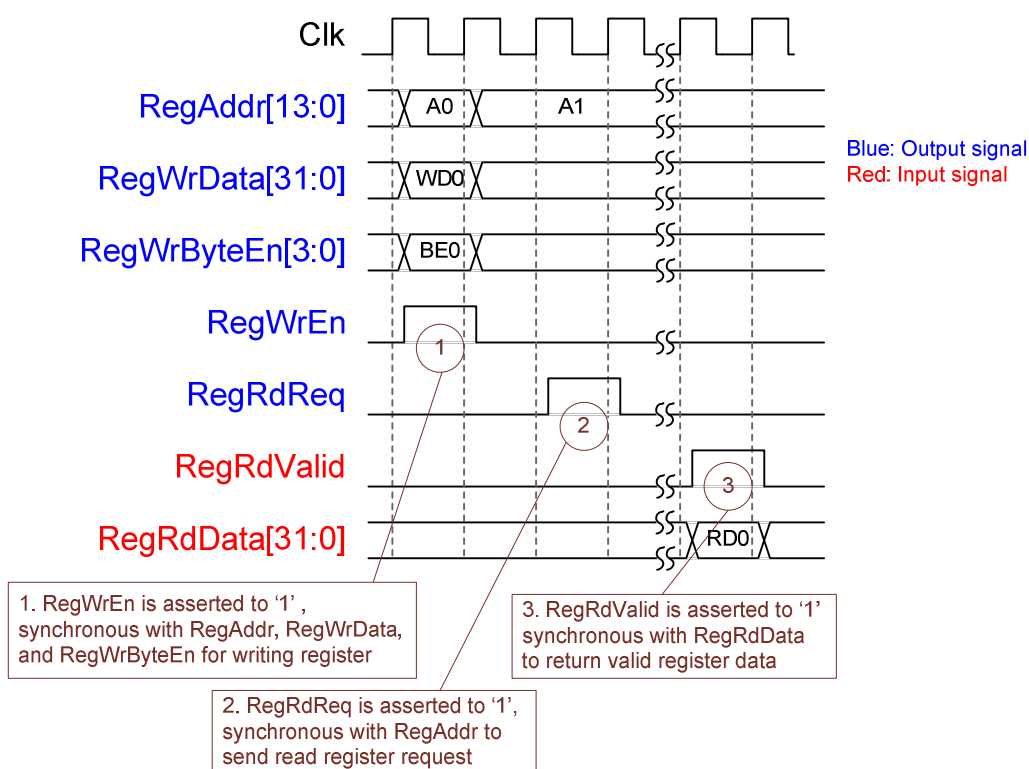 Clk
RegAddr[13:0]
A0
A1
Blue: Output signal
Red: Input signal
RegWrData[31:0]
WD0
RegWrByteEn[3:0]
BE0
RegWrEn
1
RegRdReq
2
RegRdValid
3
RegRdData[31:0]
RD0
1. RegWrEn is asserted to ‘1’ ,
synchronous with RegAddr, RegWrData,
and RegWrByteEn for writing register
3. RegRdValid is asserted to ‘1’
synchronous with RegRdData
to return valid register data
2. RegRdReq is asserted to ‘1’,
synchronous with RegAddr to
send read register request